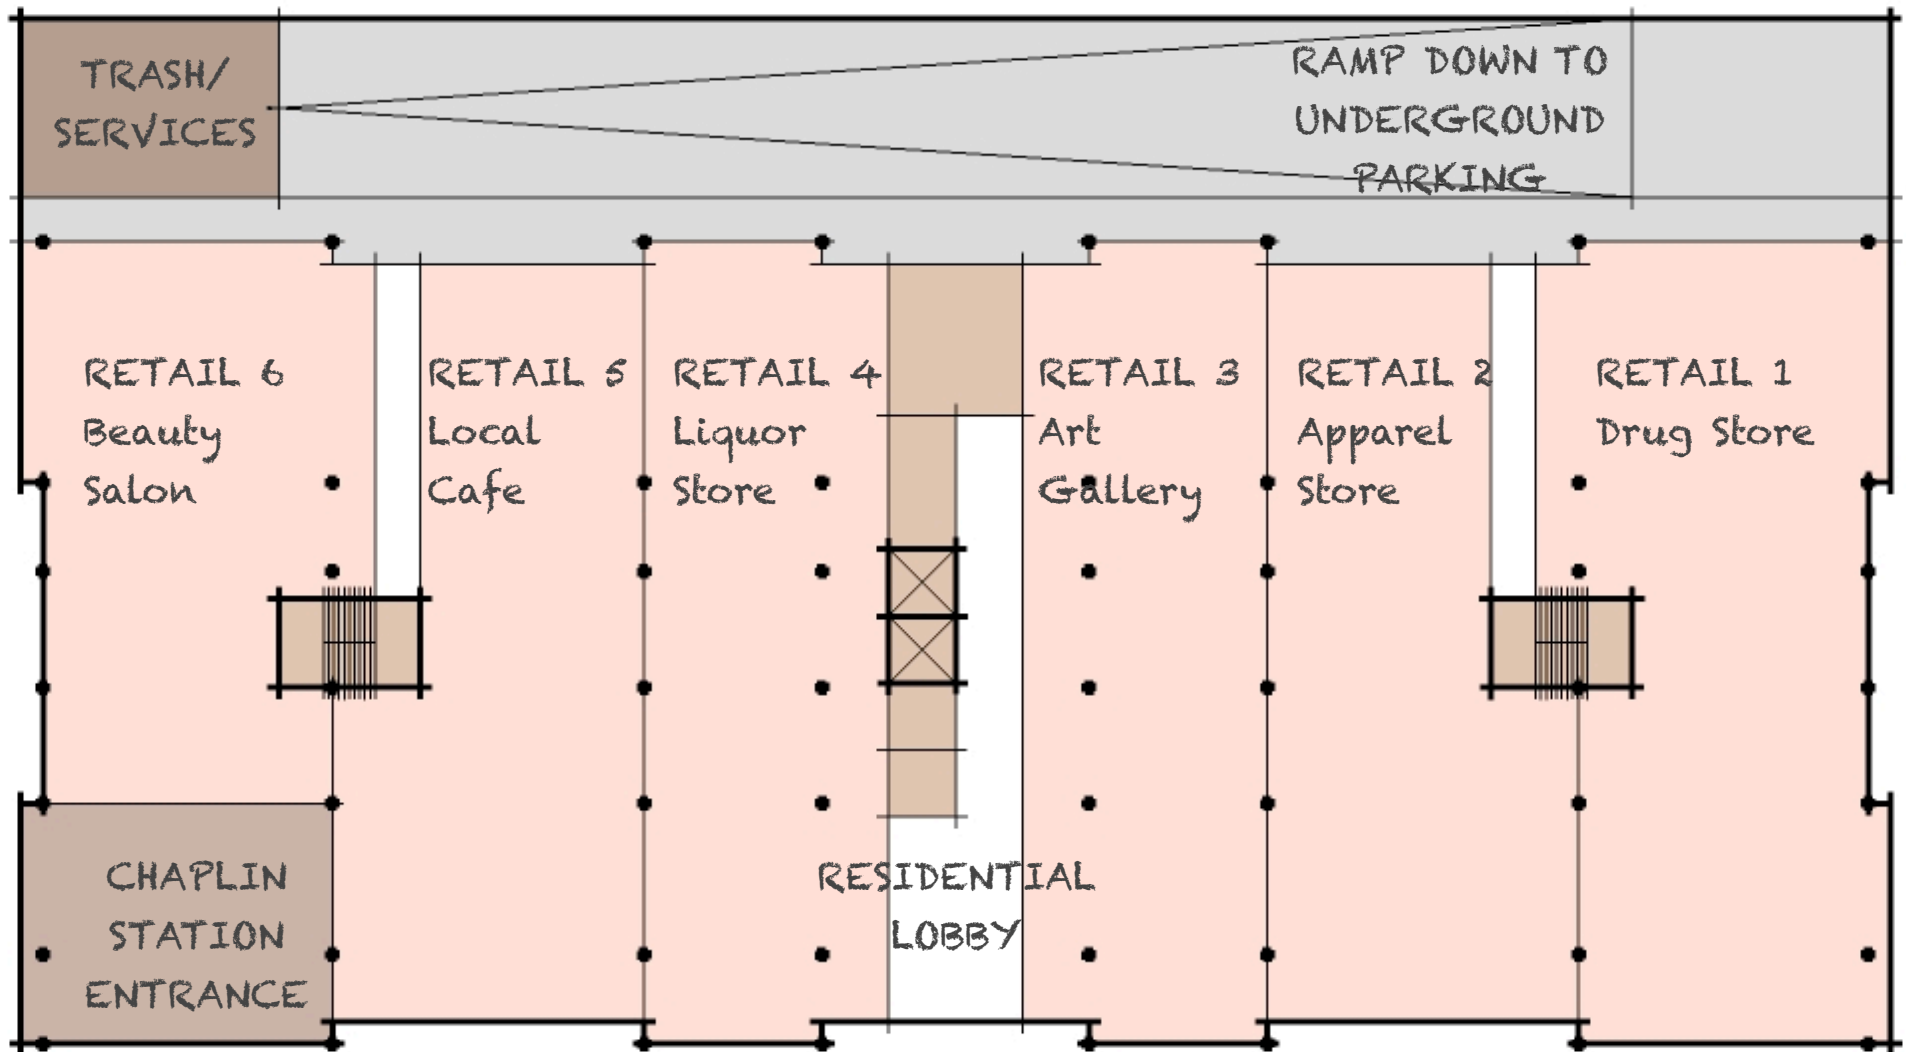 TRASH/
SERVICES
RAMP DOWN TO
UNDERGROUND
PARKING
RETAIL 6
Beauty
Salon
RETAIL 5
Local
Cafe
RETAIL 4
Liquor
Store
RETAIL 3
Art
Gallery
RETAIL 2
Apparel
Store
RETAIL 1
Drug Store
CHAPLIN
STATION
ENTRANCE
RESIDENTIAL
LOBBY